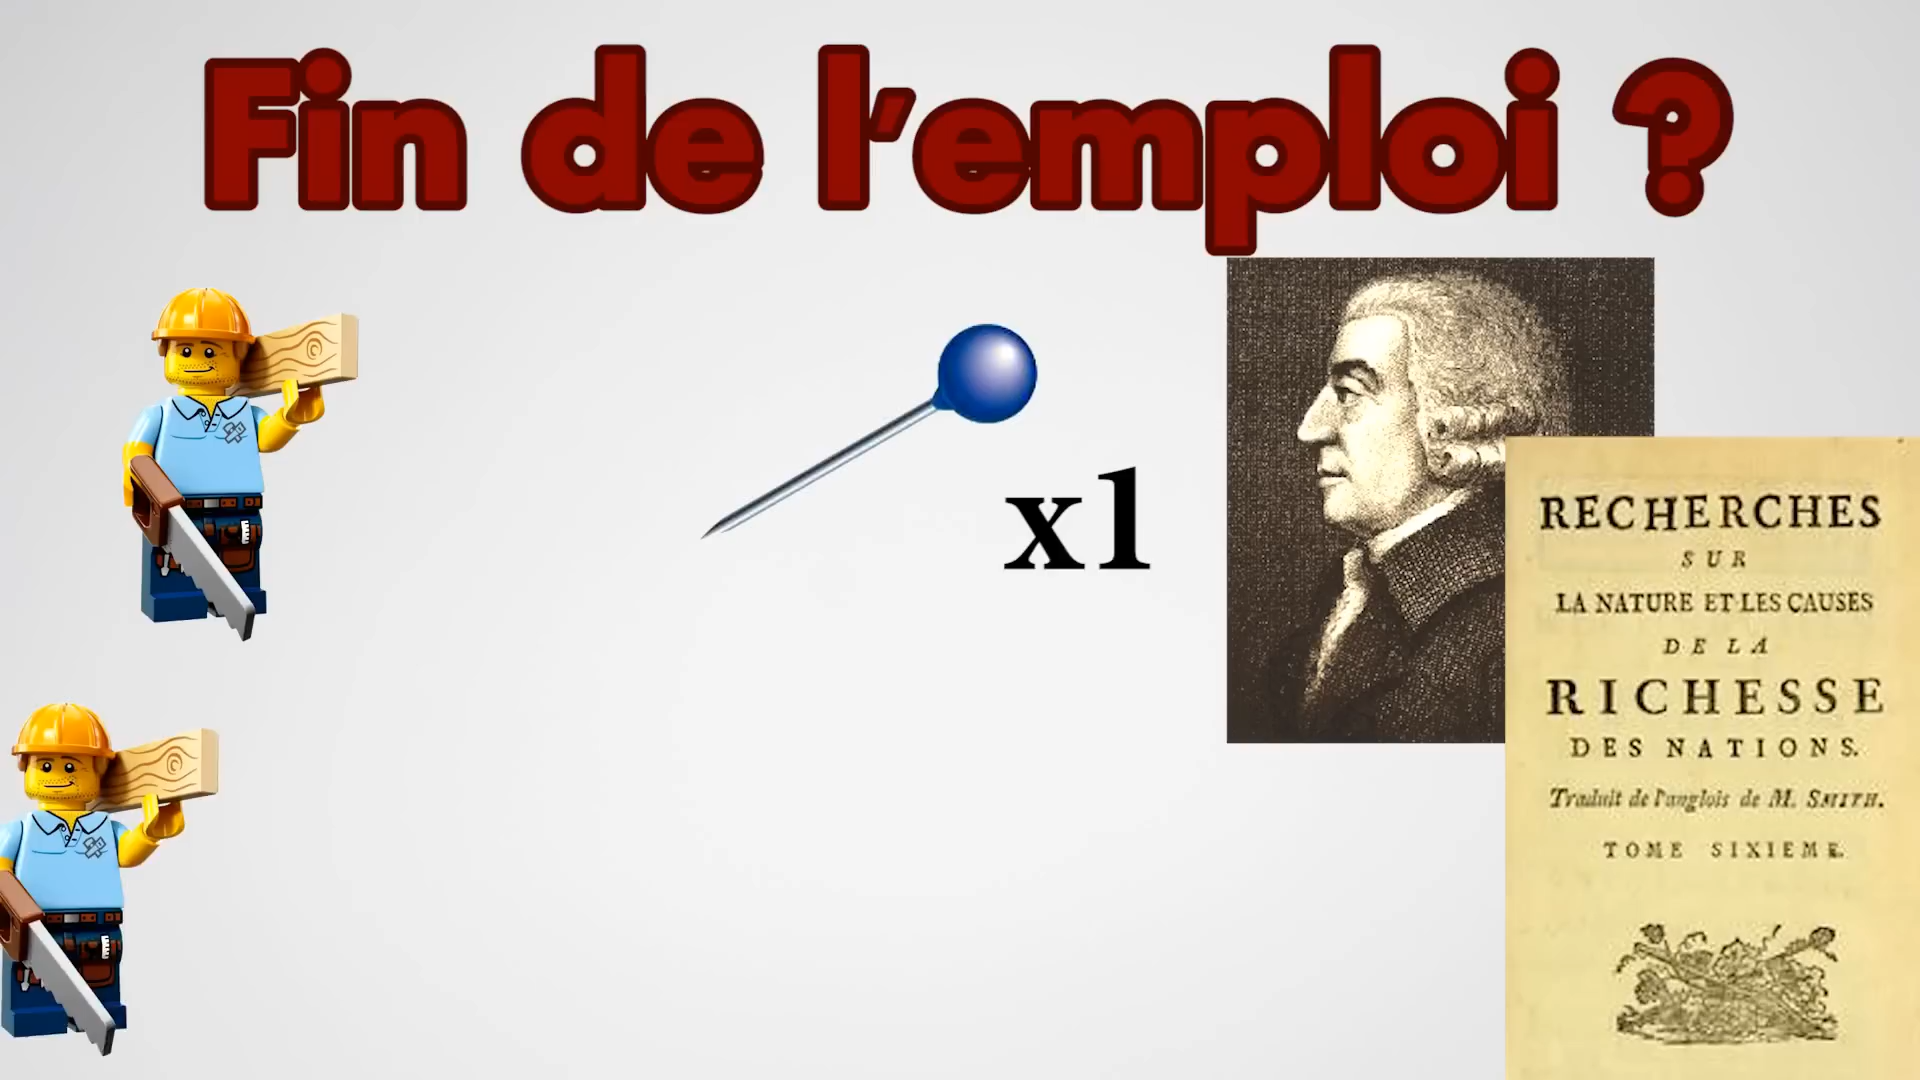 Fin de l'emploi ?
x1
RECHERCHES
SUR
LA NATURE ET LES CAUSES
DE LA
RICHESSE
DES NATIONS.
Traduit de l'anglois de M. SMITH.
TOME SIXIEME.